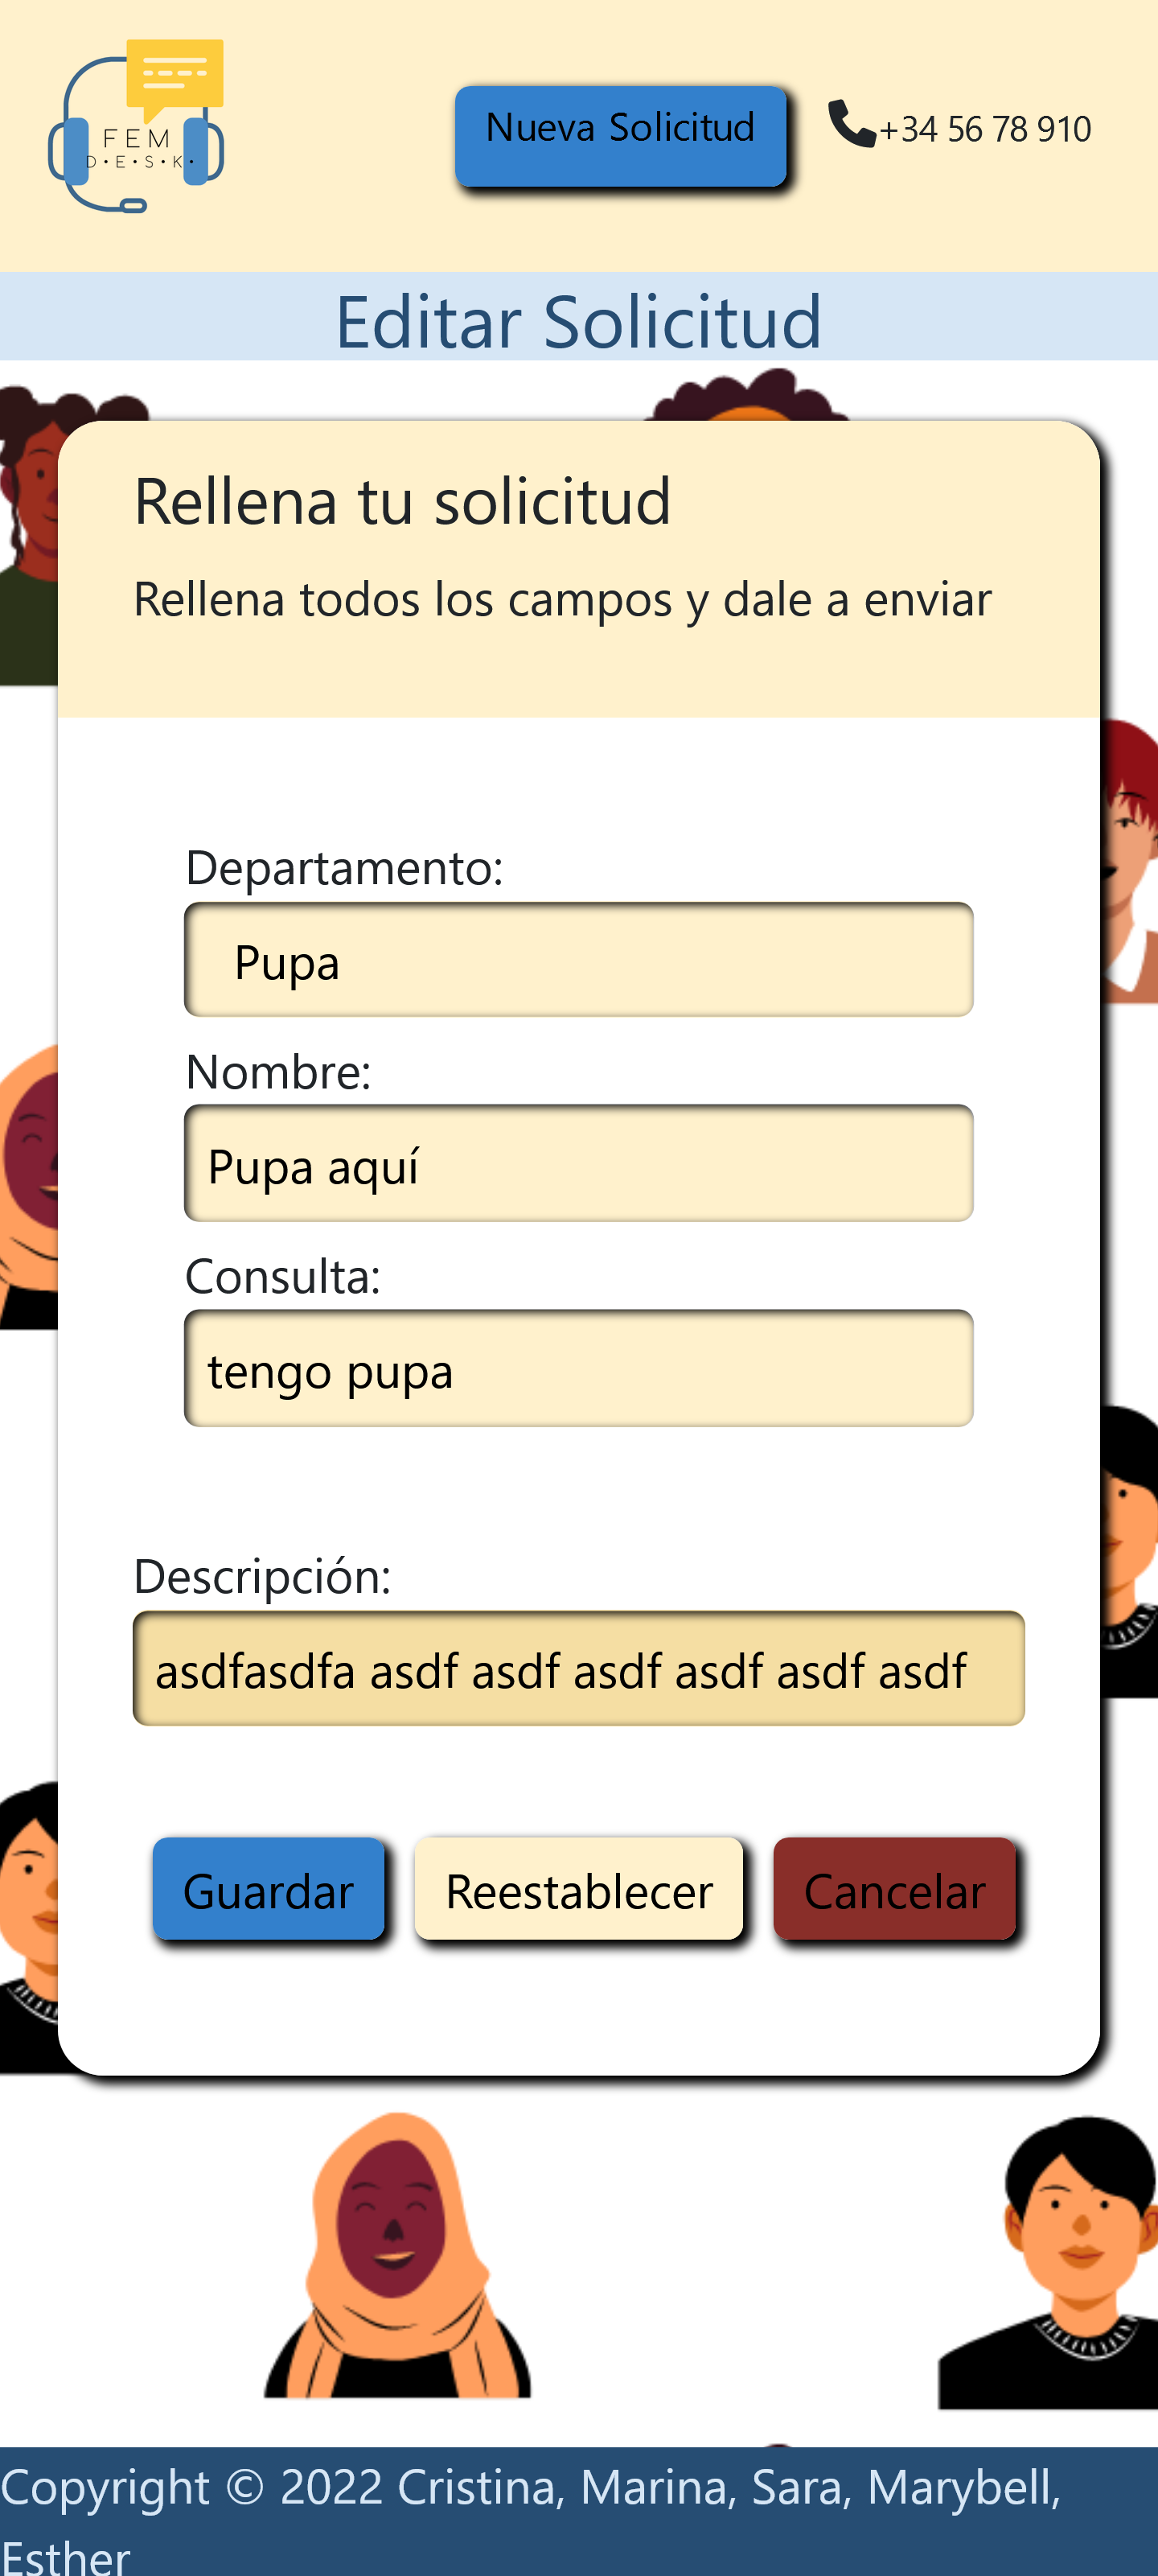 FEM
D•E•S•K•
Nueva Solicitud
+34 56 78 910
Editar Solicitud
Rellena tu solicitud
Rellena todos los campos y dale a enviar
Departamento:
Pupa
Nombre:
Pupa aquí
Consulta:
tengo pupa
Descripción:
asdfasdfa asdf asdf asdf asdf asdf asdf
Guardar
Reestablecer
Cancelar
Copyright © 2022 Cristina, Marina, Sara, Marybell,
Esther